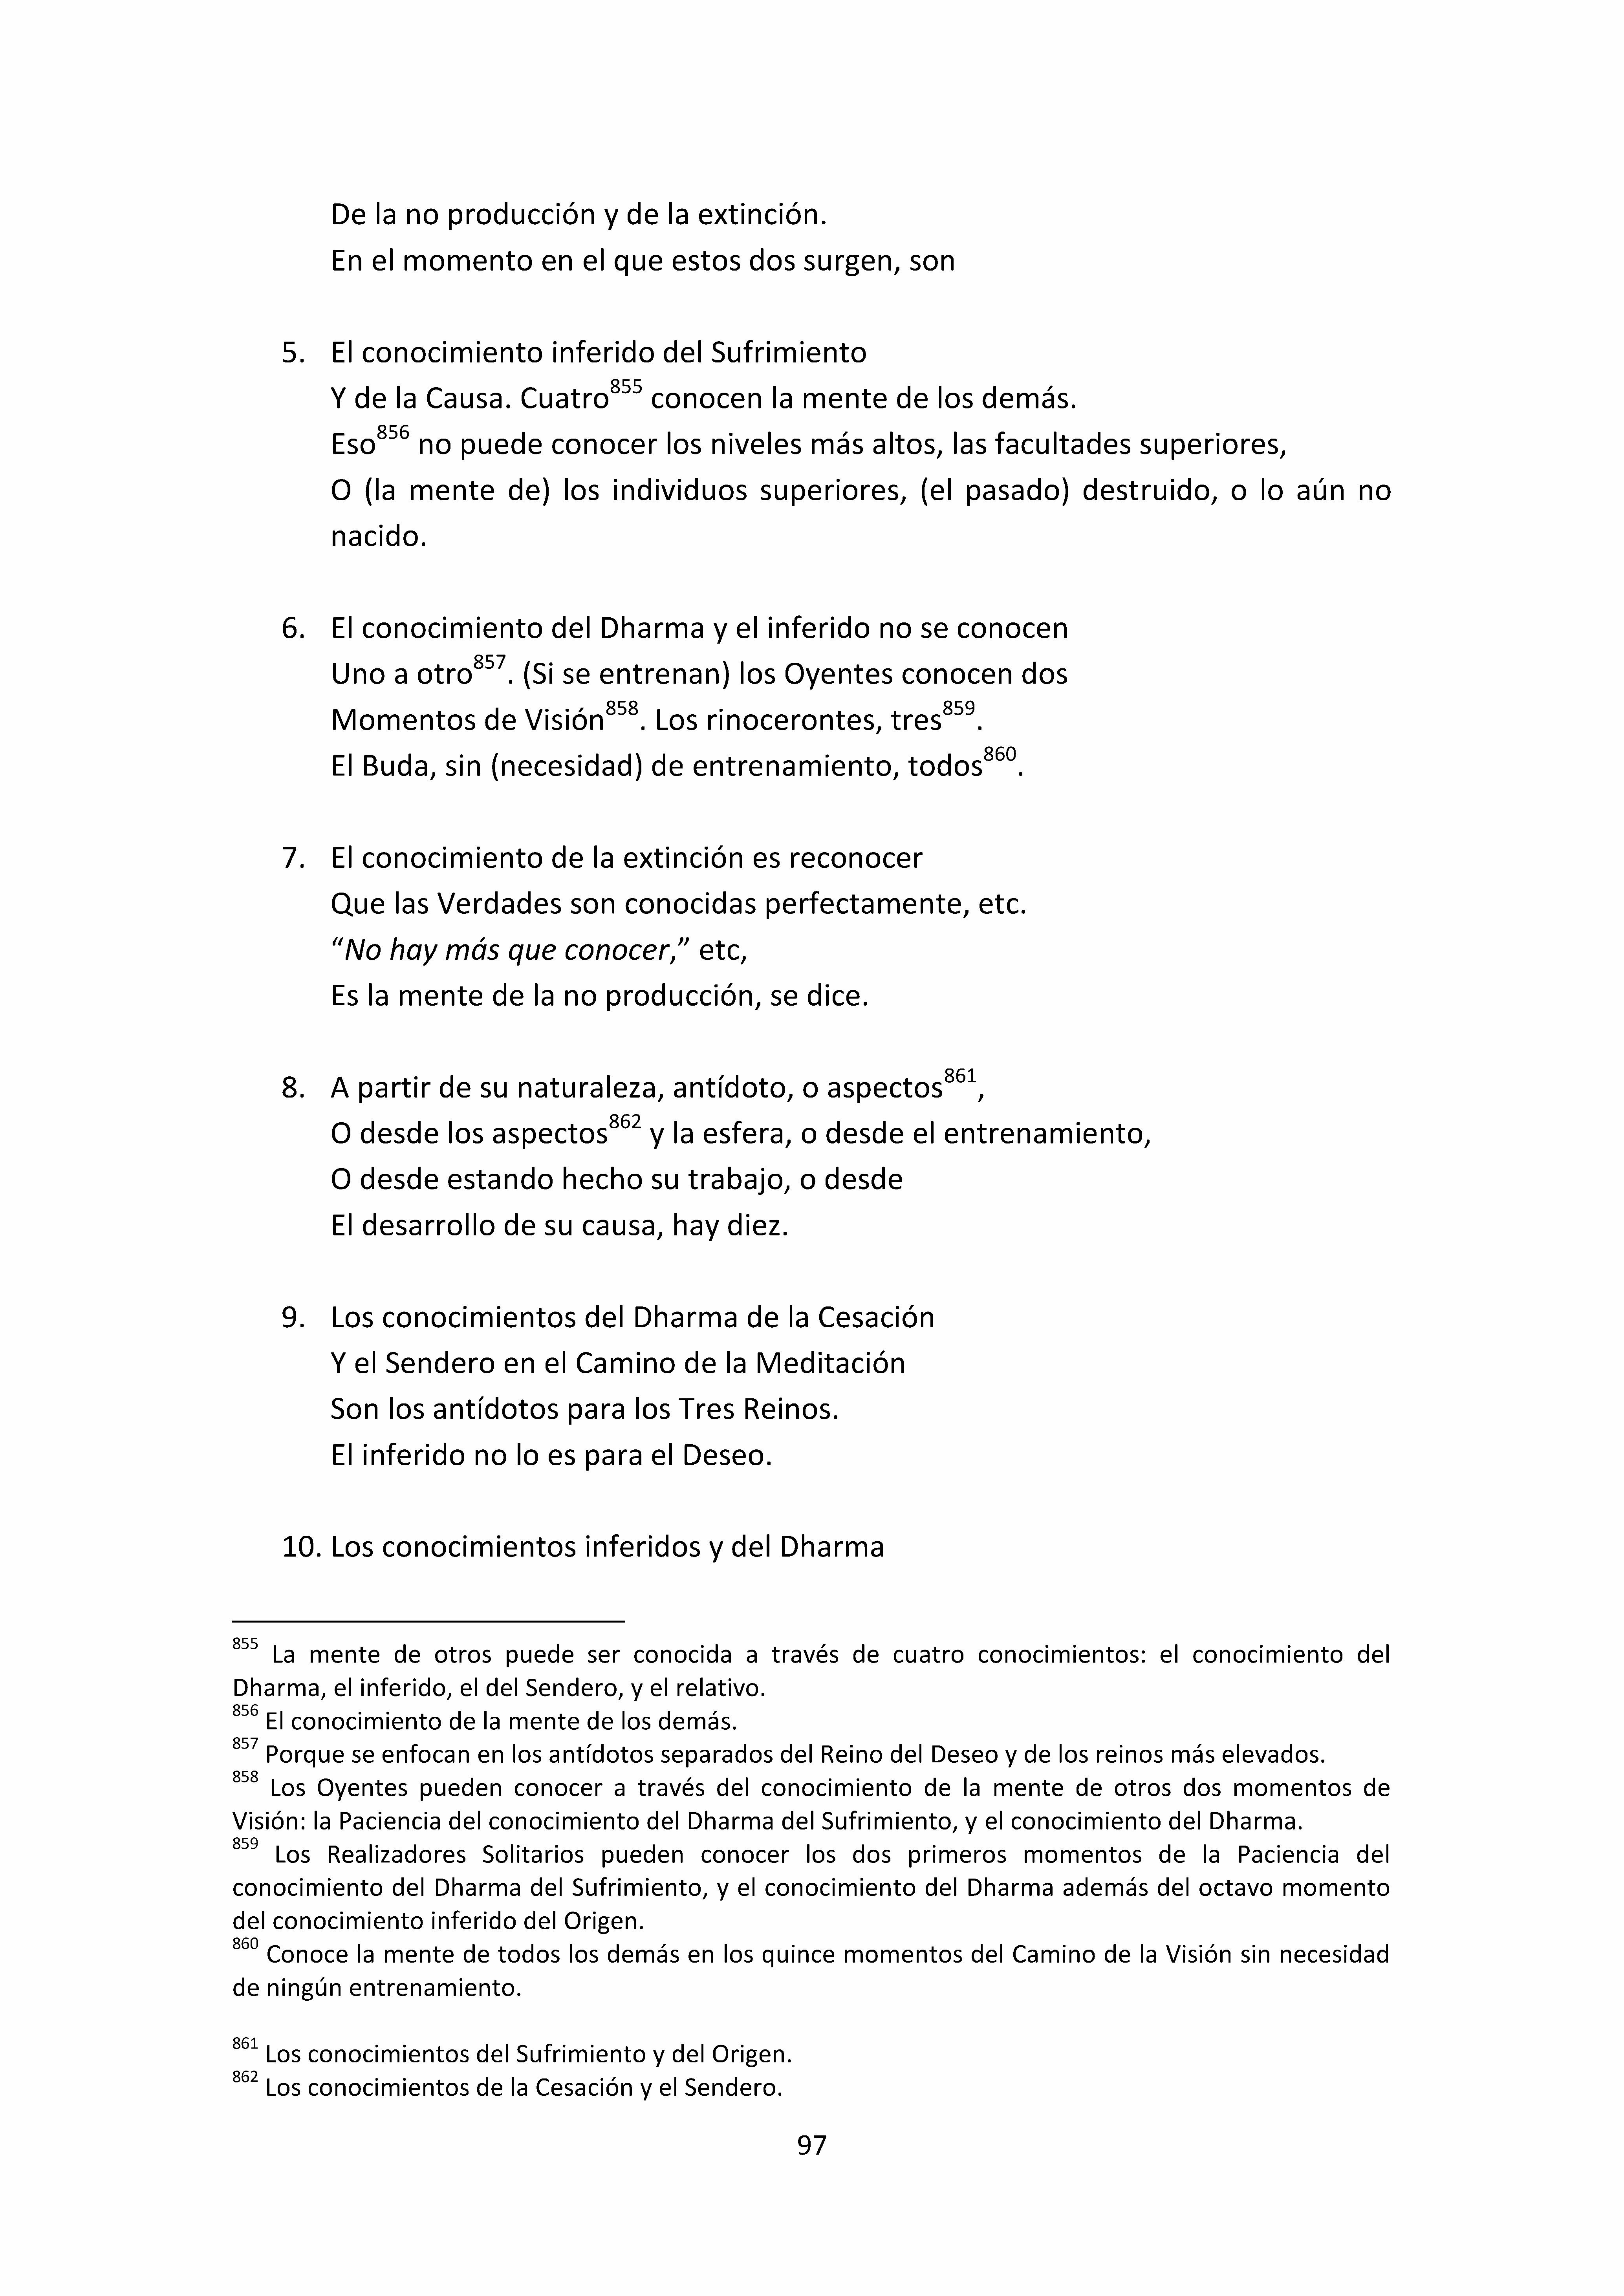 De la no producción y de la extinción.
En el momento en el que estos dos surgen, son
5. El conocimiento inferido del Sufrimiento
Y de la Causa. Cuatro855 conocen la mente de los demás.
Eso856 no puede conocer los niveles más altos, las facultades superiores,
O (la mente de) los individuos superiores, (el pasado) destruido, o lo aún no
nacido.
6. El conocimiento del Dharma y el inferido no se conocen
Uno a otro857. (Si se entrenan) los Oyentes conocen dos
Momentos de Visión858. Los rinocerontes, tres859.
El Buda, sin (necesidad) de entrenamiento, todos860.
7. El conocimiento de la extinción es reconocer
Que las Verdades son conocidas perfectamente, etc.
“No hay más que conocer,” etc,
Es la mente de la no producción, se dice.
8. A partir de su naturaleza, antídoto, o aspectos861,
O desde los aspectos862 y la esfera, o desde el entrenamiento,
O desde estando hecho su trabajo, o desde
El desarrollo de su causa, hay diez.
9. Los conocimientos del Dharma de la Cesación
Y el Sendero en el Camino de la Meditación
Son los antídotos para los Tres Reinos.
El inferido no lo es para el Deseo.
10. Los conocimientos inferidos y del Dharma
855 La mente de otros puede ser conocida a través de cuatro conocimientos: el conocimiento del
Dharma, el inferido, el del Sendero, y el relativo.
856 El conocimiento de la mente de los demás.
857 Porque se enfocan en los antídotos separados del Reino del Deseo y de los reinos más elevados.
858 Los Oyentes pueden conocer a través del conocimiento de la mente de otros dos momentos de
Visión: la Paciencia del conocimiento del Dharma del Sufrimiento, y el conocimiento del Dharma.
859 Los Realizadores Solitarios pueden conocer los dos primeros momentos de la Paciencia del
conocimiento del Dharma del Sufrimiento, y el conocimiento del Dharma además del octavo momento
del conocimiento inferido del Origen.
860 Conoce la mente de todos los demás en los quince momentos del Camino de la Visión sin necesidad
de ningún entrenamiento.
861 Los conocimientos del Sufrimiento y del Origen.
862 Los conocimientos de la Cesación y el Sendero.
97